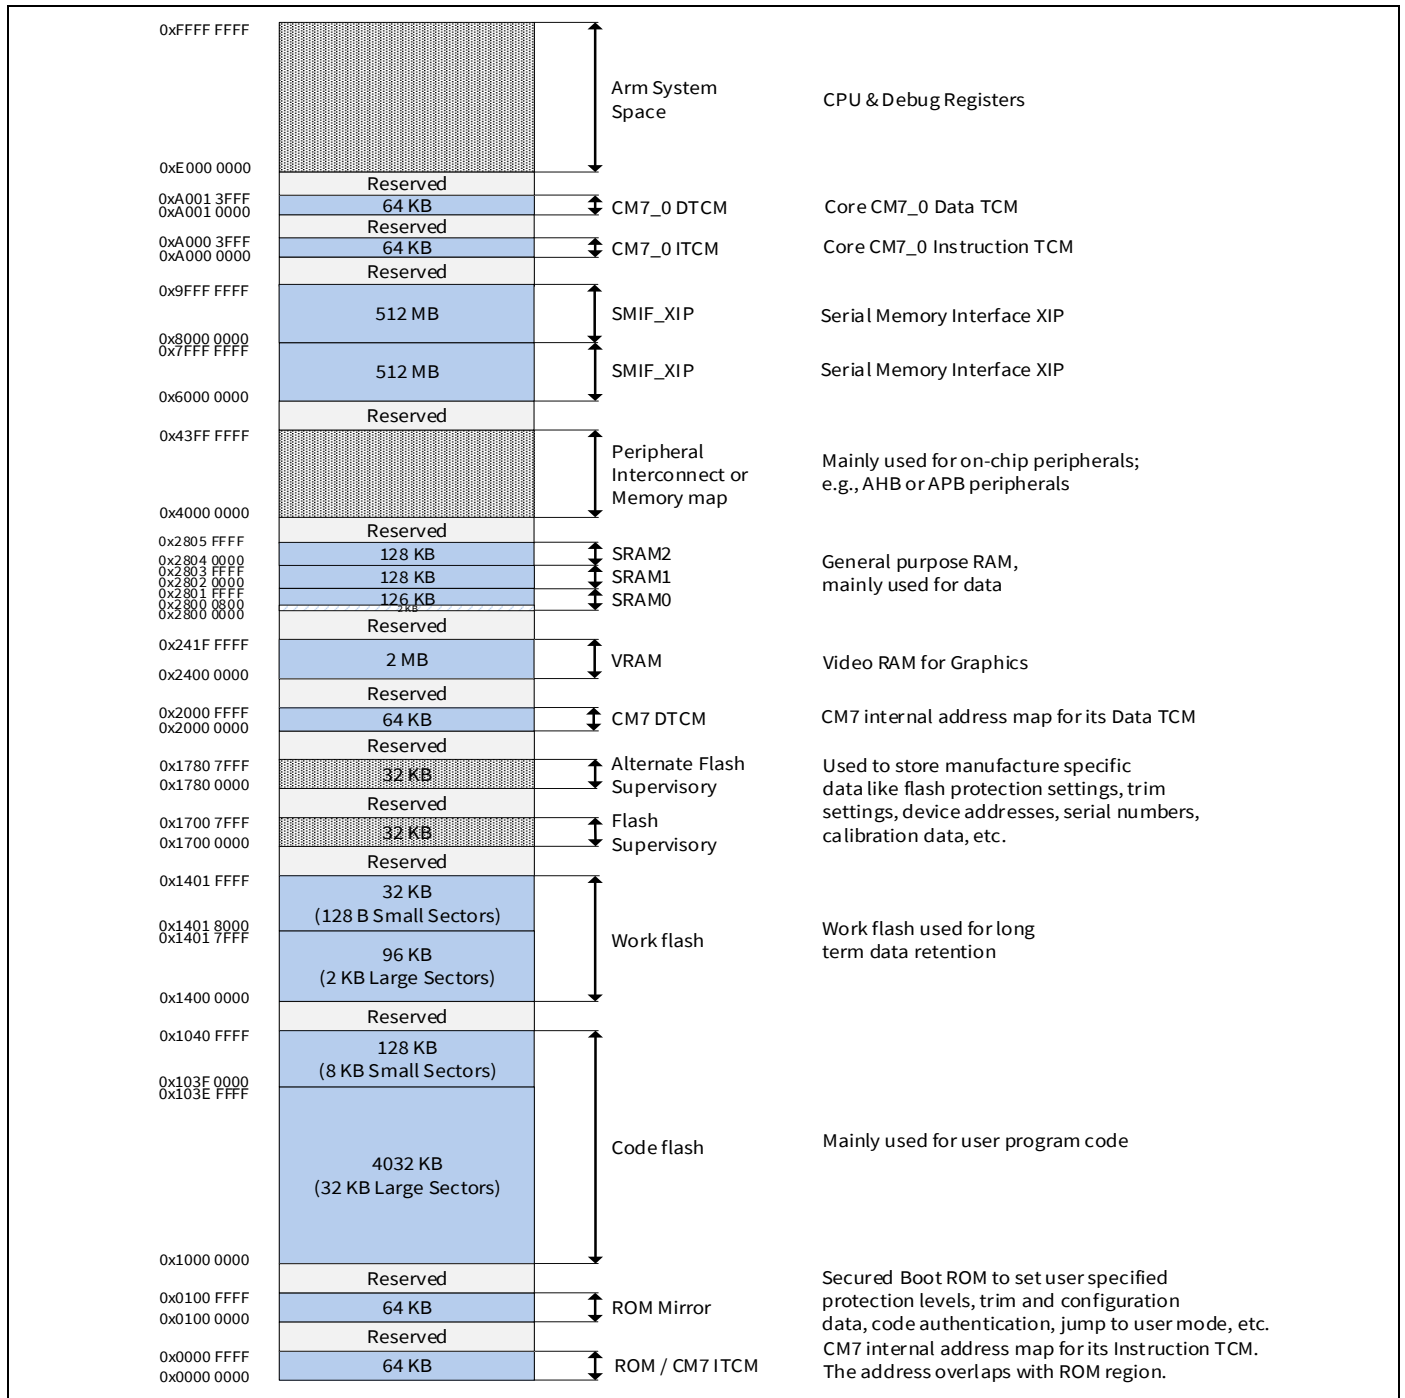 0xFFFF FFFF
Arm System
Space
CPU & Debug Registers
0xE000 0000
Reserved
0xA001 3FFF
0xA001 0000
64 KB
CM7_0 DTCM
Core CM7_0 Data TCM
Reserved
0xA000 3FFF
0xA000 0000
64 KB
CM7_0 ITCM
Core CM7_0 Instruction TCM
Reserved
0x9FFF FFFF
512 MB
SMIF_XIP
Serial Memory Interface XIP
0x8000 0000
0x7FFF FFFF
512 MB
SMIF_XIP
Serial Memory Interface XIP
0x6000 0000
Reserved
0x43FF FFFF
Peripheral
Interconnect or
Memory map
Mainly used for on-chip peripherals;
e.g., AHB or APB peripherals
0x4000 0000
Reserved
0x2805 FFFF
128 KB
SRAM2
0x2804 0000
0x2803 FFFF
128 KB
SRAM1
General purpose RAM,
mainly used for data
0x2802 0000
0x2801 FFFF
126 KB
SRAM0
0x2800 0800
2 KB
0x2800 0000
Reserved
0x241F FFFF
2 MB
VRAM
Video RAM for Graphics
0x2400 0000
Reserved
0x2000 FFFF
0x2000 0000
64 KB
CM7 DTCM
CM7 internal address map for its Data TCM
Reserved
0x1780 7FFF
0x1780 0000
32 KB
Alternate Flash
Supervisory
Used to store manufacture specific
data like flash protection settings, trim
settings, device addresses, serial numbers,
calibration data, etc.
Reserved
0x1700 7FFF
0x1700 0000
32 KB
Flash
Supervisory
Reserved
0x1401 FFFF
32 KB
(128 B Small Sectors)
0x1401 8000
0x1401 7FFF
96 KB
(2 KB Large Sectors)
Work flash
Work flash used for long
term data retention
0x1400 0000
Reserved
0x1040 FFFF
128 KB
(8 KB Small Sectors)
0x103F 0000
0x103E FFFF
4032 KB
(32 KB Large Sectors)
Code flash
Mainly used for user program code
0x1000 0000
Reserved
0x0100 FFFF
0x0100 0000
64 KB
ROM Mirror
Secured Boot ROM to set user specified
protection levels, trim and configuration
data, code authentication, jump to user mode, etc.
Reserved
0x0000 FFFF
0x0000 0000
64 KB
ROM / CM7 ITCM
CM7 internal address map for its Instruction TCM.
The address overlaps with ROM region.